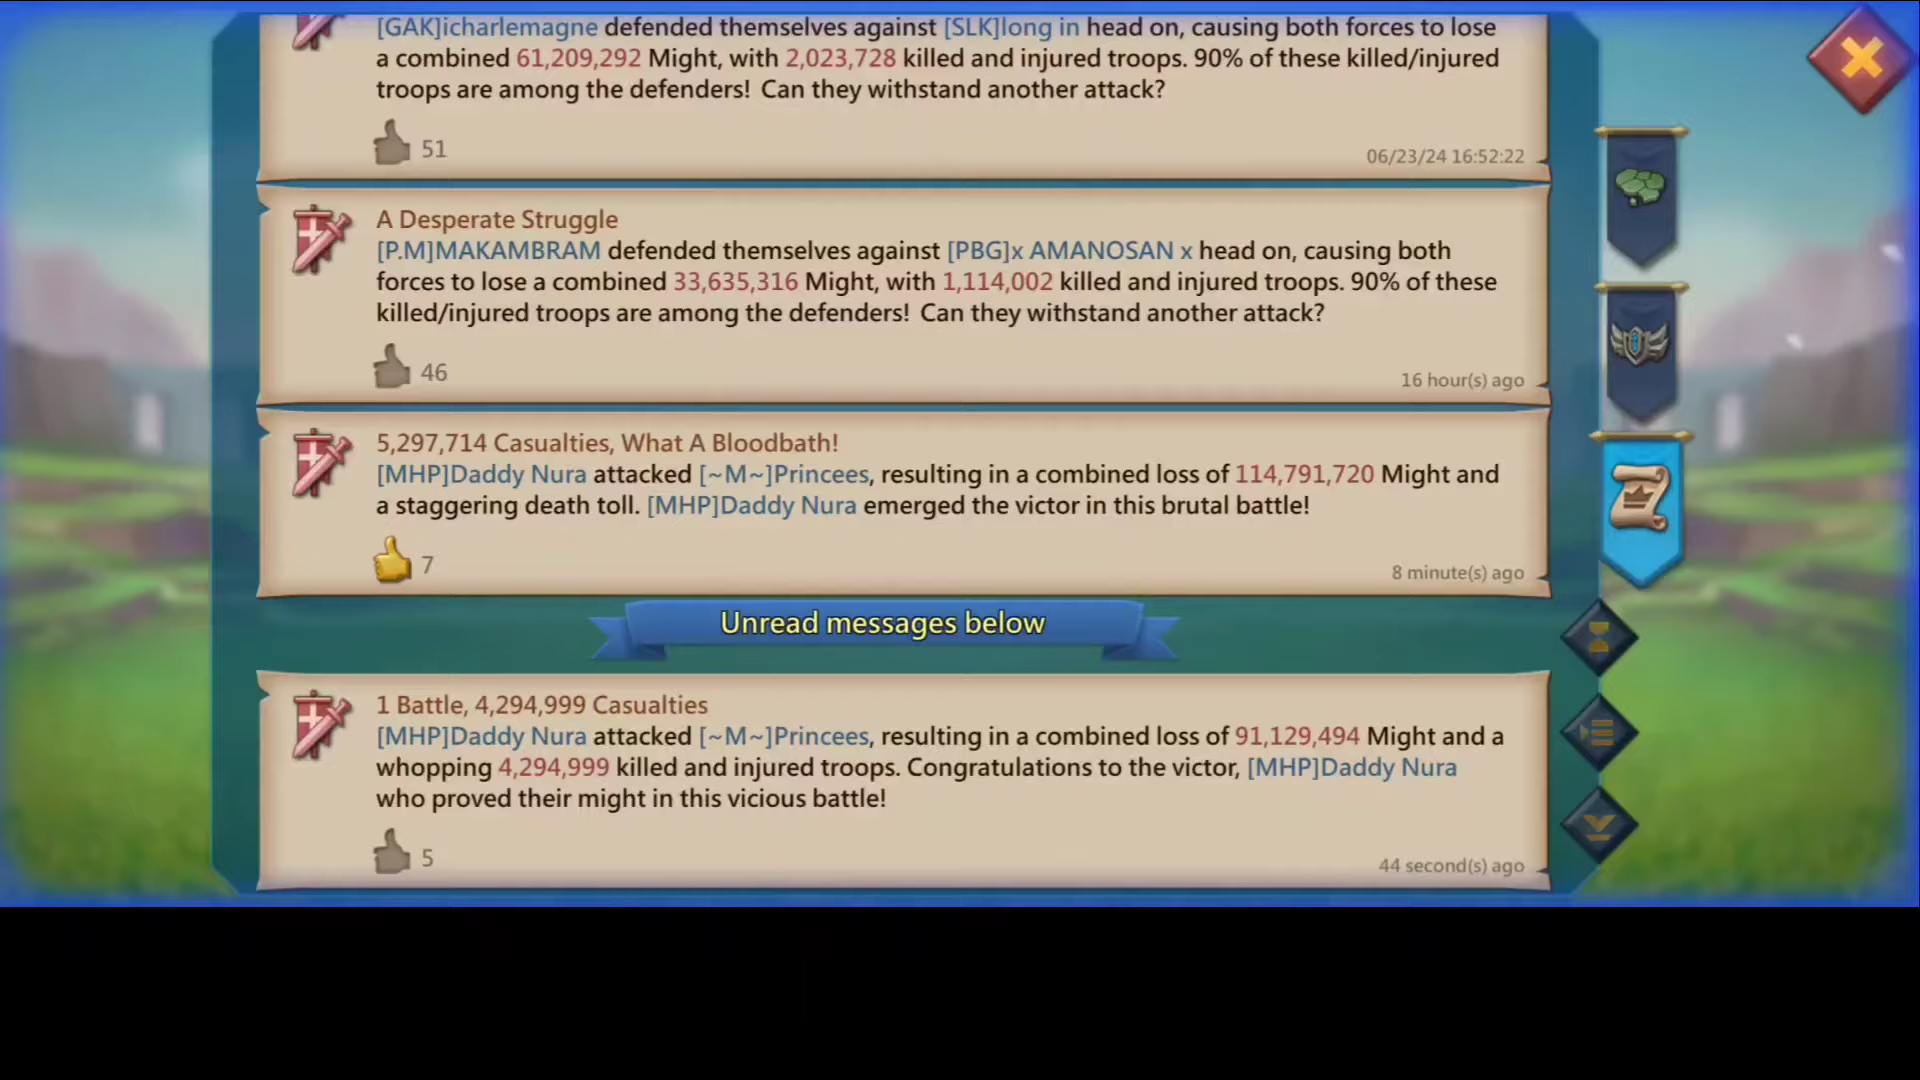 [GAK]icharlemagne defended themselves against [SLK]long in head on, causing both forces to lose
a combined 61,209,292 Might, with 2,023,728 killed and injured troops. 90% of these killed/injured
troops are among the defenders! Can they withstand another attack?
51
06/23/24 16:52:22
A Desperate Struggle
[P.M]MAKAMBRAM defended themselves against [PBG]x AMANOSAN x head on, causing both
forces to lose a combined 33,635,316 Might, with 1,114,002 killed and injured troops. 90% of these
killed/injured troops are among the defenders! Can they withstand another attack?
46
16 hour(s) ago
5,297,714 Casualties, What A Bloodbath!
[MHP]Daddy Nura attacked [~M~]Princees, resulting in a combined loss of 114,791,720 Might and
a staggering death toll. [MHP]Daddy Nura emerged the victor in this brutal battle!
7
8 minute(s) ago
Unread messages below
1 Battle, 4,294,999 Casualties
[MHP]Daddy Nura attacked [~M~]Princees, resulting in a combined loss of 91,129,494 Might and a
whopping 4,294,999 killed and injured troops. Congratulations to the victor, [MHP]Daddy Nura
who proved their might in this vicious battle!
5
44 second(s) ago